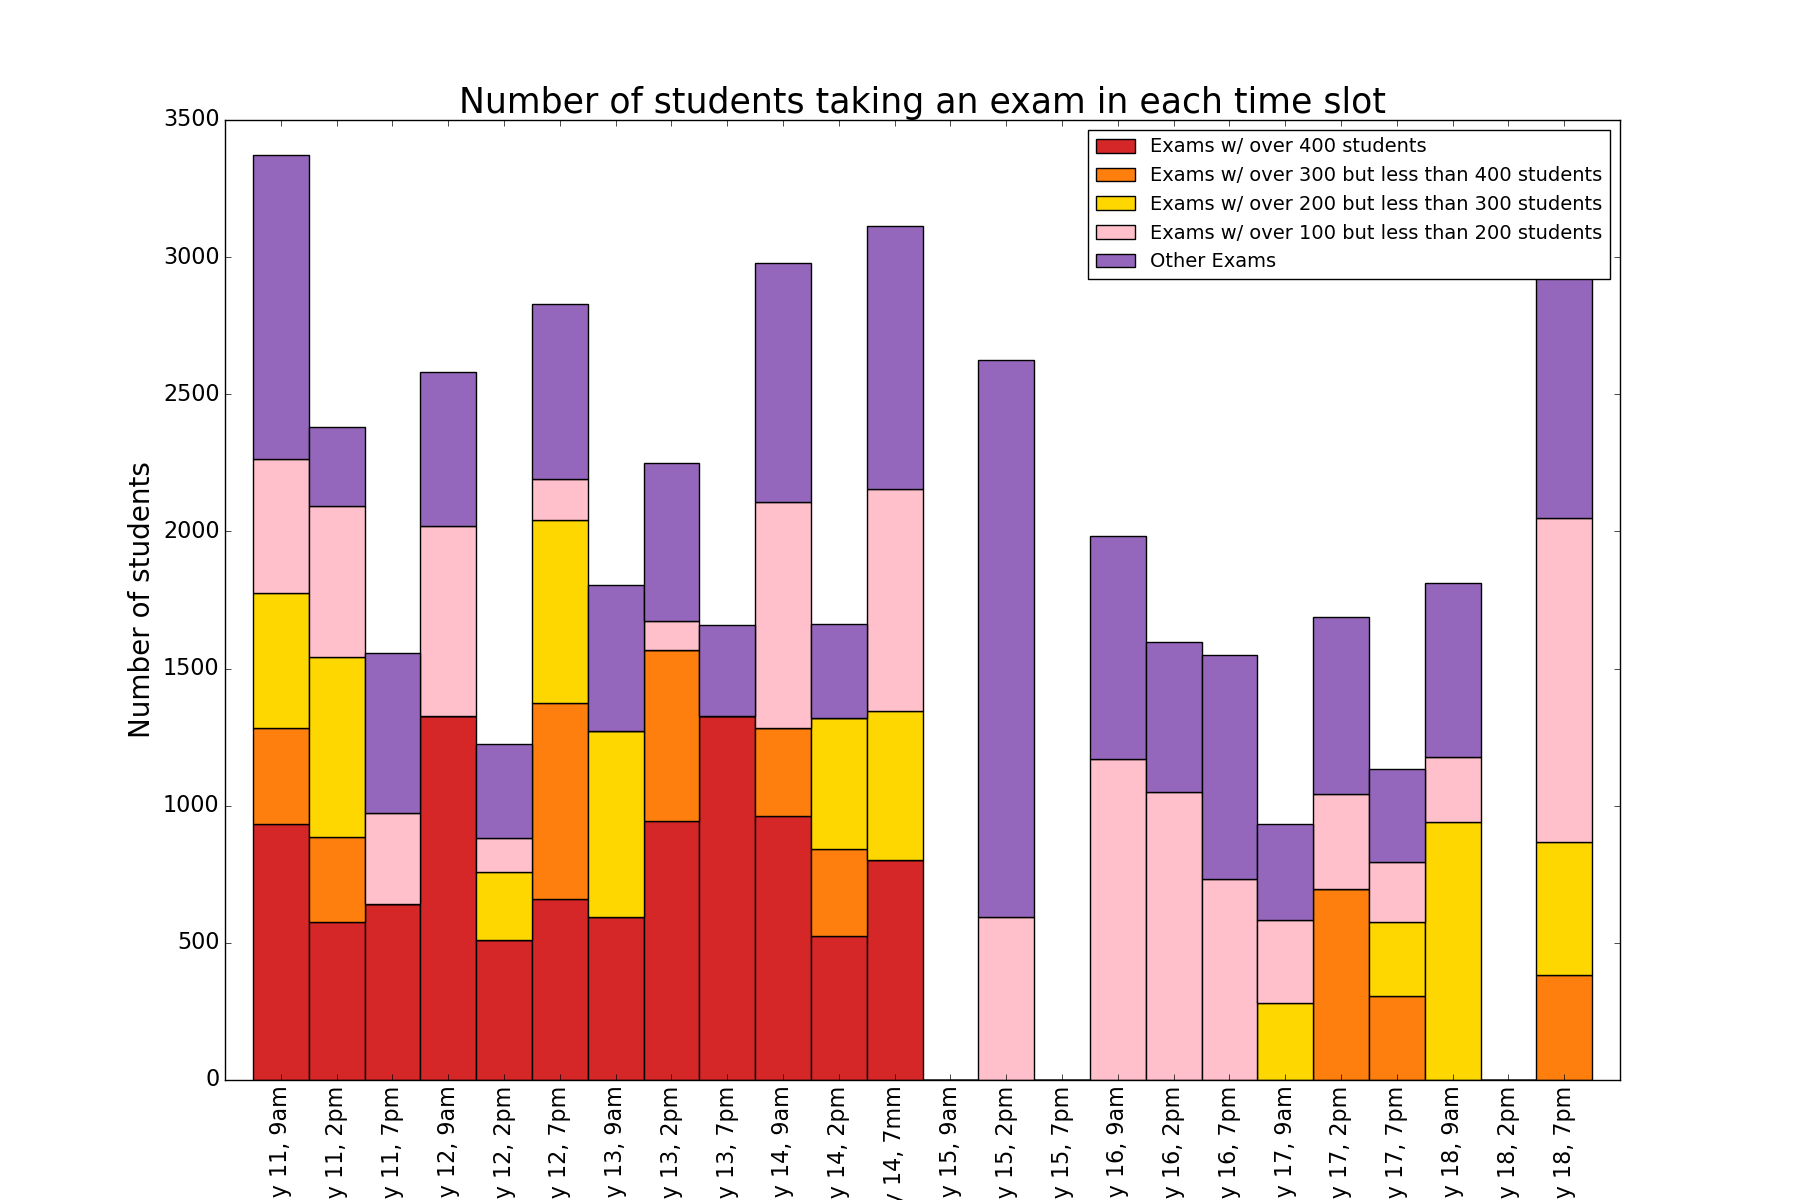 Number of students taking an exam in each time slot
Exams w/ over 400 students
Exams w/ over 300 but less than 400 students
Exams w/ over 200 but less than 300 students
Exams w/ over 100 but less than 200 students
Other Exams
Number of students
3500
3000
2500
2000
1500
1000
500
0
y 11, 9am
y 11, 2pm
y 11, 7pm
y 12, 9am
y 12, 2pm
y 12, 7pm
y 13, 9am
y 13, 2pm
y 13, 7pm
y 14, 9am
y 14, 2pm
y 14, 7mm
y 15, 9am
y 15, 2pm
y 15, 7pm
y 16, 9am
y 16, 2pm
y 16, 7pm
y 17, 9am
y 17, 2pm
y 17, 7pm
y 18, 9am
y 18, 2pm
y 18, 7pm